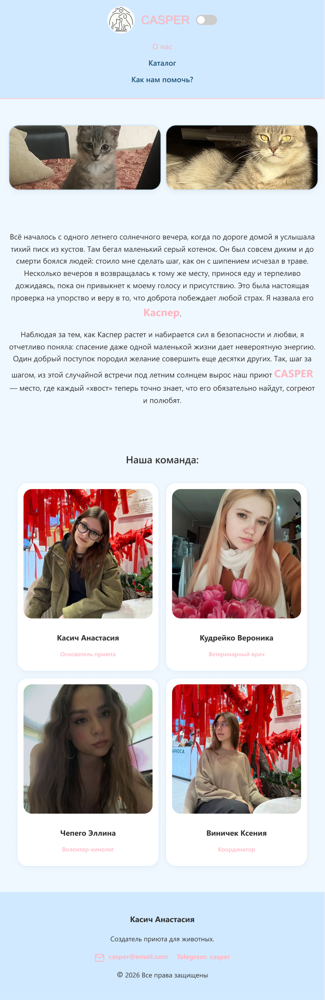 CASPER
О нас
Каталог
Как нам помочь?
Всё началось с одного летнего солнечного вечера, когда по дороге домой я услышала
тихий писк из кустов. Там бегал маленький серый котенок. Он был совсем диким и до
смерти боялся людей: стоило мне сделать шаг, как он с шипением исчезал в траве.
Несколько вечеров я возвращалась к тому же месту, принося еду и терпеливо
дожидаясь, пока он привыкнет к моему голосу и присутствию. Это была настоящая
проверка на упорство и веру в то, что доброта побеждает любой страх. Я назвала его
Каспер.
Наблюдая за тем, как Каспер растет и набирается сил в безопасности и любви, я
отчетливо поняла: спасение даже одной маленькой жизни дает невероятную энергию.
Один добрый поступок породил желание совершить еще десятки других. Так, шаг за
шагом, из этой случайной встречи под летним солнцем вырос наш приют CASPER
— место, где каждый «хвост» теперь точно знает, что его обязательно найдут, согреют
и полюбят.
Наша команда:
Касич Анастасия
Основатель приюта
Кудрейко Вероника
Ветеринарный врач
APIOCA
Чепего Эллина
Волонтер-кинолог
Виничек Ксения
Координатор
Касич Анастасия
Создатель приюта для животных.
casper@email.com Telegram: casper
© 2026 Все права защищены